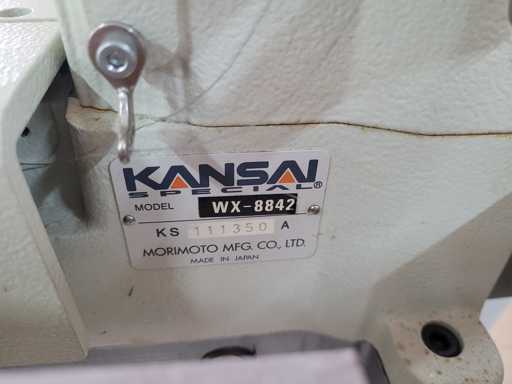 KANSAI
SPECIAL®
MODEL WX-8842
KS 111350 A
MORIMOTO MFG. CO., LTD.
MADE IN JAPAN